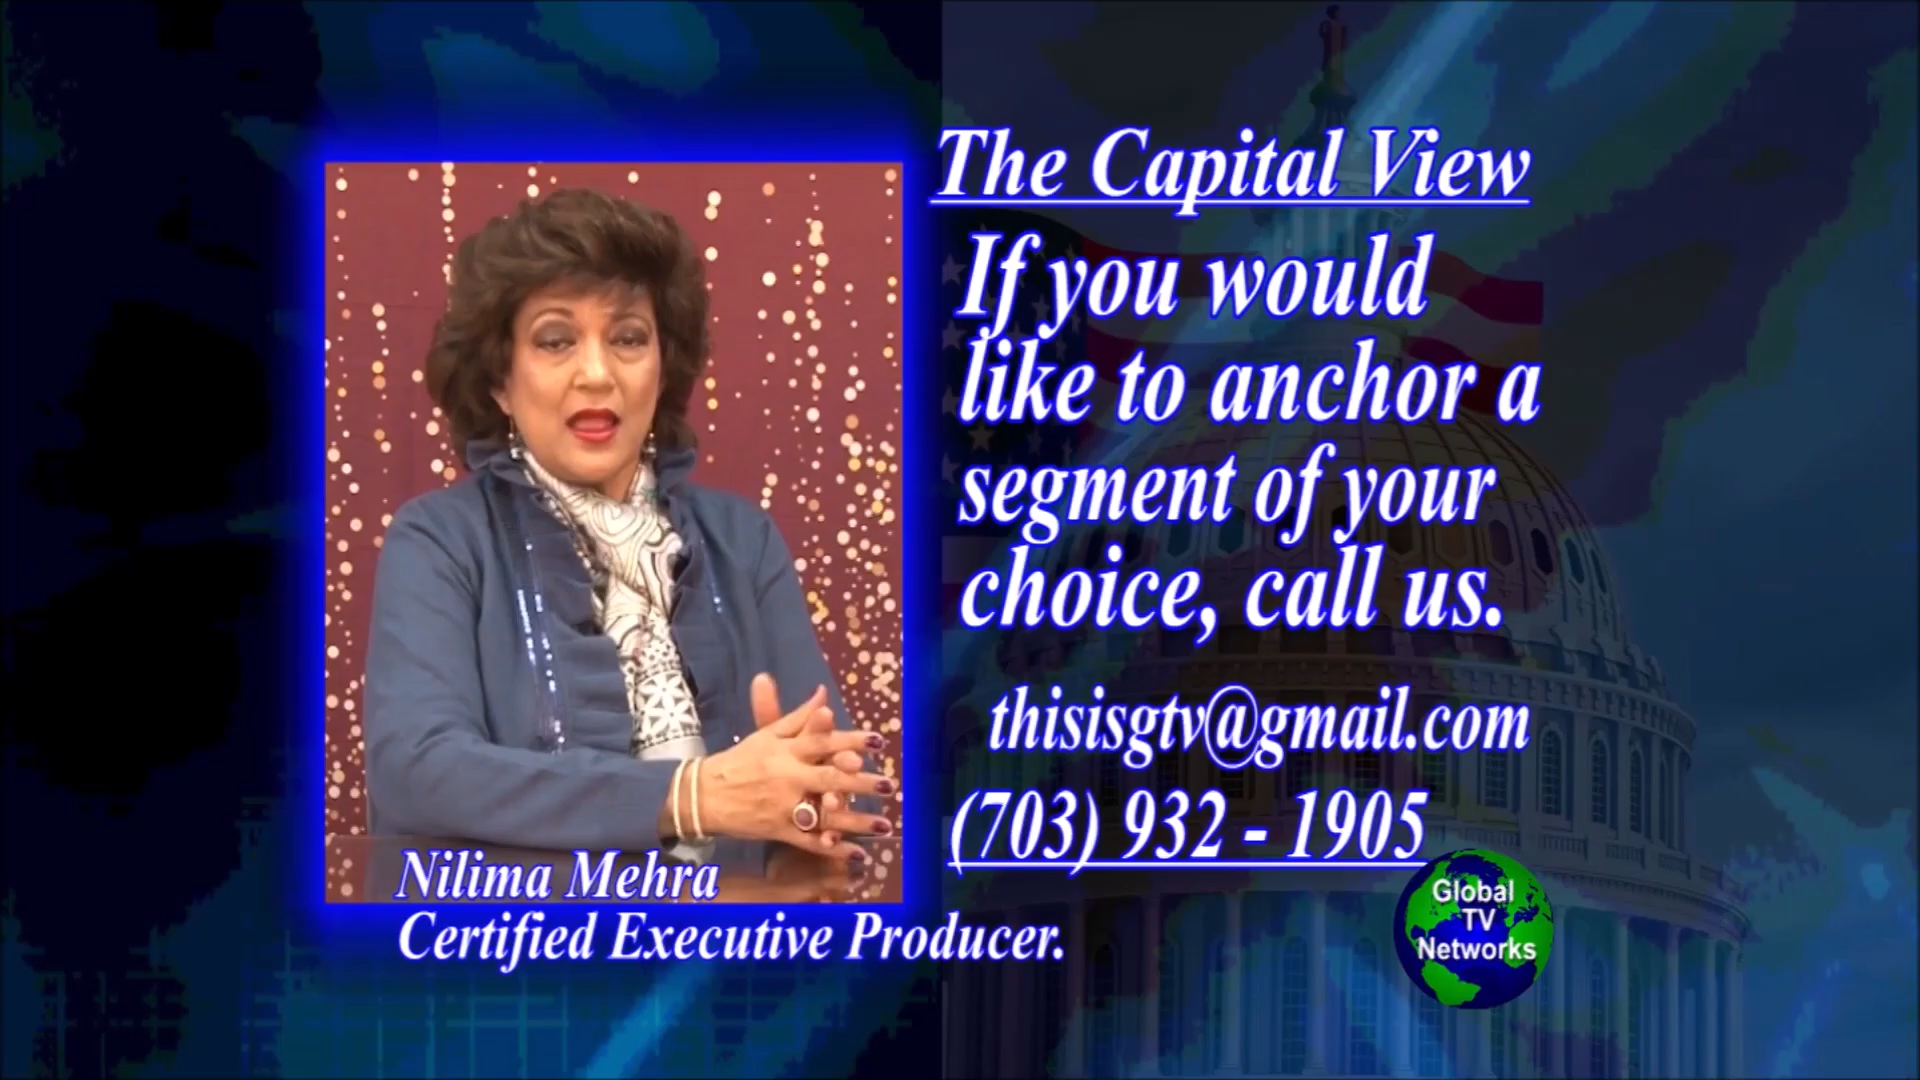 The Capital View
If you would
like to anchor a
segment of your
choice, call us.
thisisgtv@gmail.com
(703) 932 - 1905
Nilima Mehra
Certified Executive Producer.
Global
TV
Networks